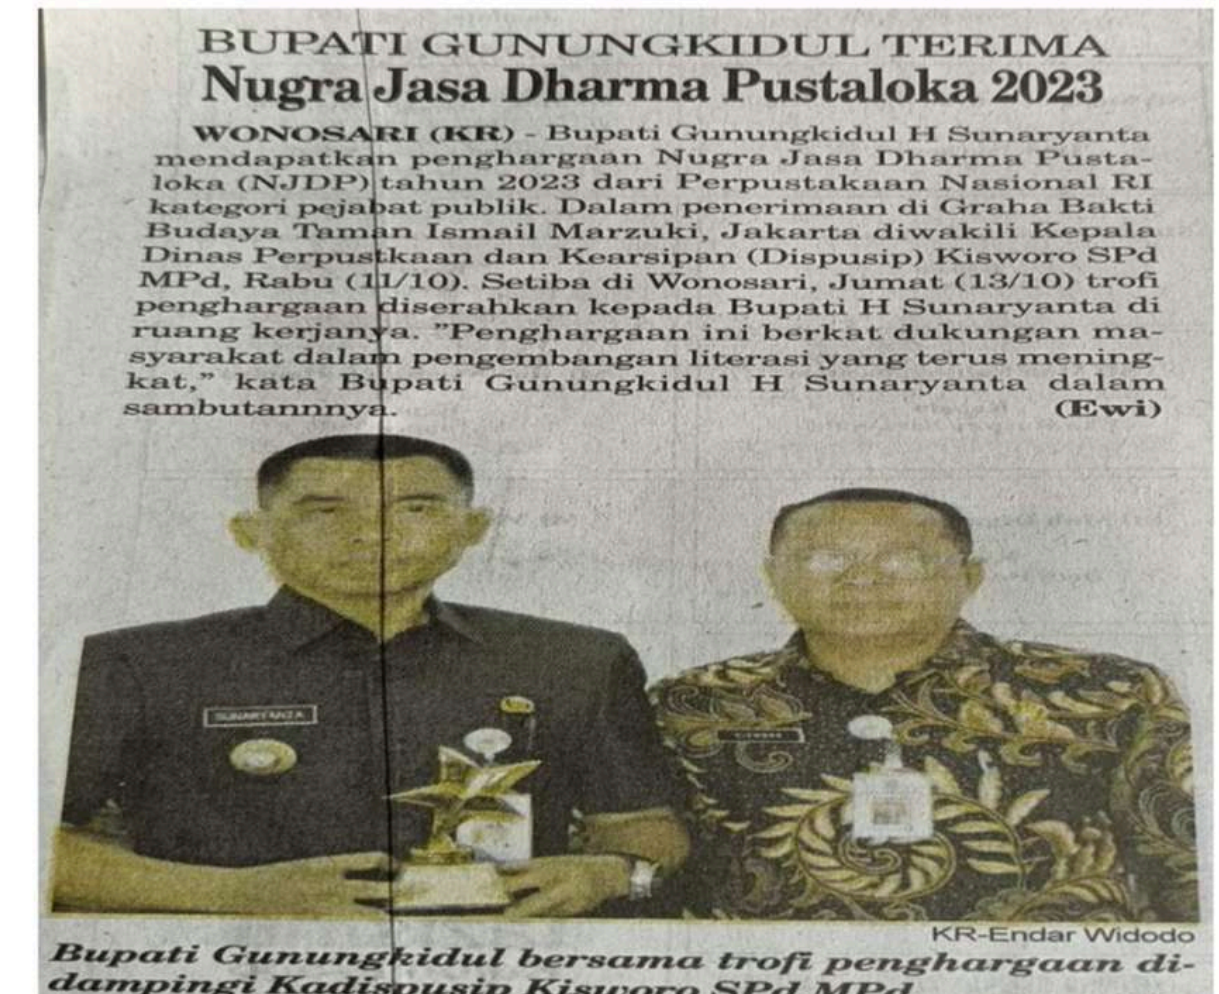 BUPATI GUNUNGKIDUL TERIMA
Nugra Jasa Dharma Pustaloka 2023
WONOSARI (KR) - Bupati Gunungkidul H Sunaryanta
mendapatkan penghargaan Nugra Jasa Dharma Pusta-
loka (NJDP) tahun 2023 dari Perpustakaan Nasional RI
kategori pejabat publik. Dalam penerimaan di Graha Bakti
Budaya Taman Ismail Marzuki, Jakarta diwakili Kepala
Dinas Perpustkaan dan Kearsipan (Dispusip) Kisworo SPd
MPd, Rabu (11/10). Setiba di Wonosari, Jumat (13/10) trofi
penghargaan diserahkan kepada Bupati H Sunaryanta di
ruang kerjanya. ”Penghargaan ini berkat dukungan ma-
syarakat dalam pengembangan literasi yang terus mening-
kat,” kata Bupati Gunungkidul H Sunaryanta dalam
sambutannnya. (Ewi)
SUNARYANTA
KR-Endar Widodo
Bupati Gunungkidul bersama trofi penghargaan di-
dampingi Kadispusip Kisworo SPd MPd